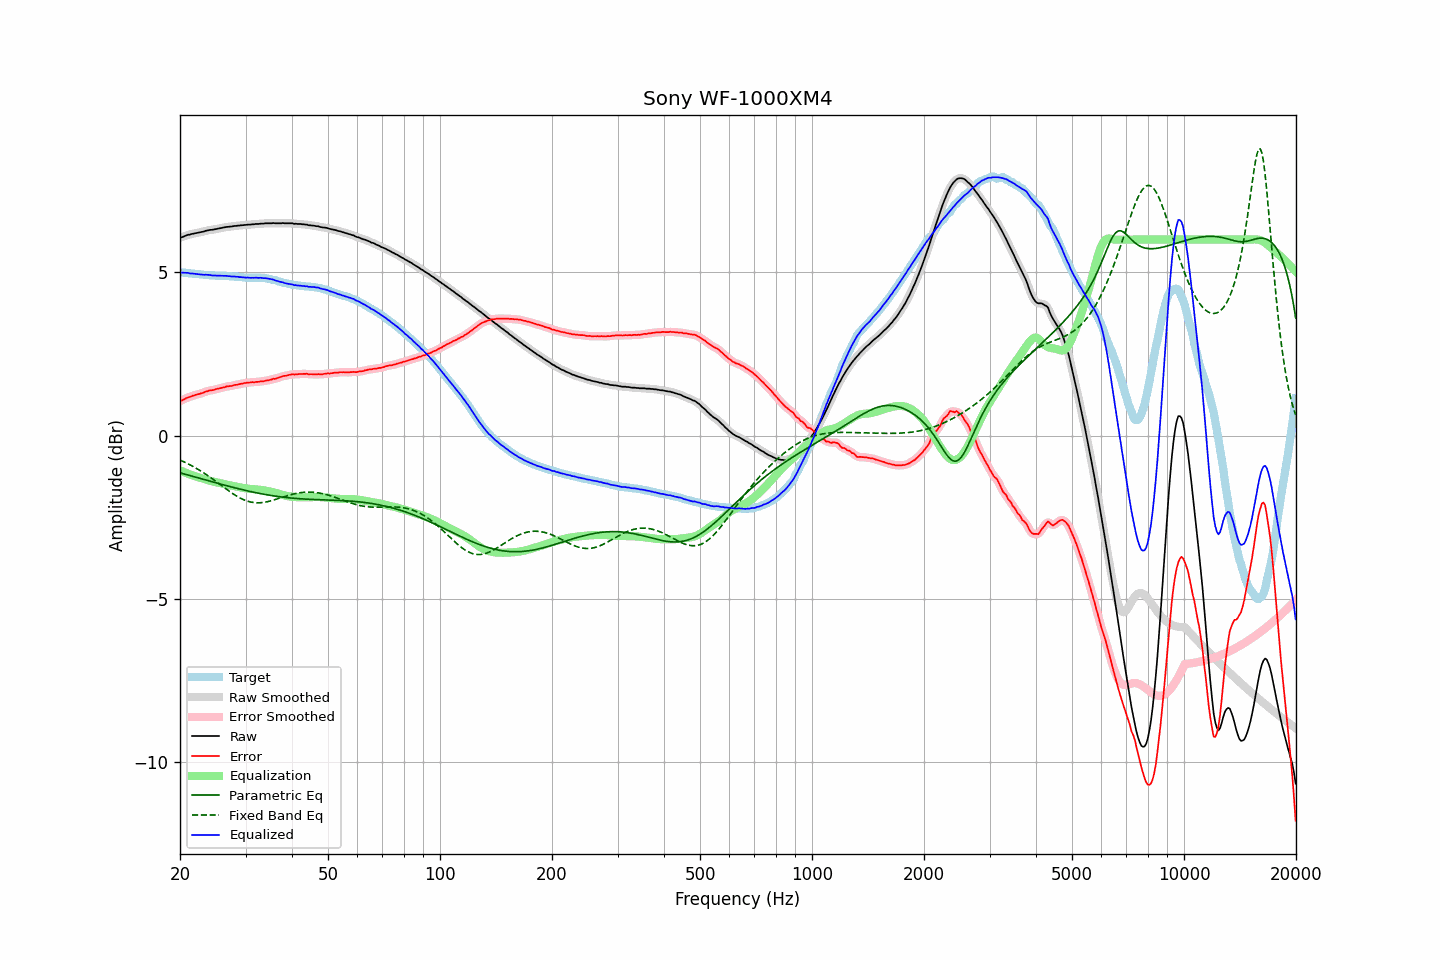 Sony WF-1000XM4
Amplitude (dBr)
5
0
−5
−10
Target
Raw Smoothed
Error Smoothed
Raw
Error
Equalization
Parametric Eq
Fixed Band Eq
Equalized
20 50 100 200 500 1000 2000 5000 10000 20000
Frequency (Hz)